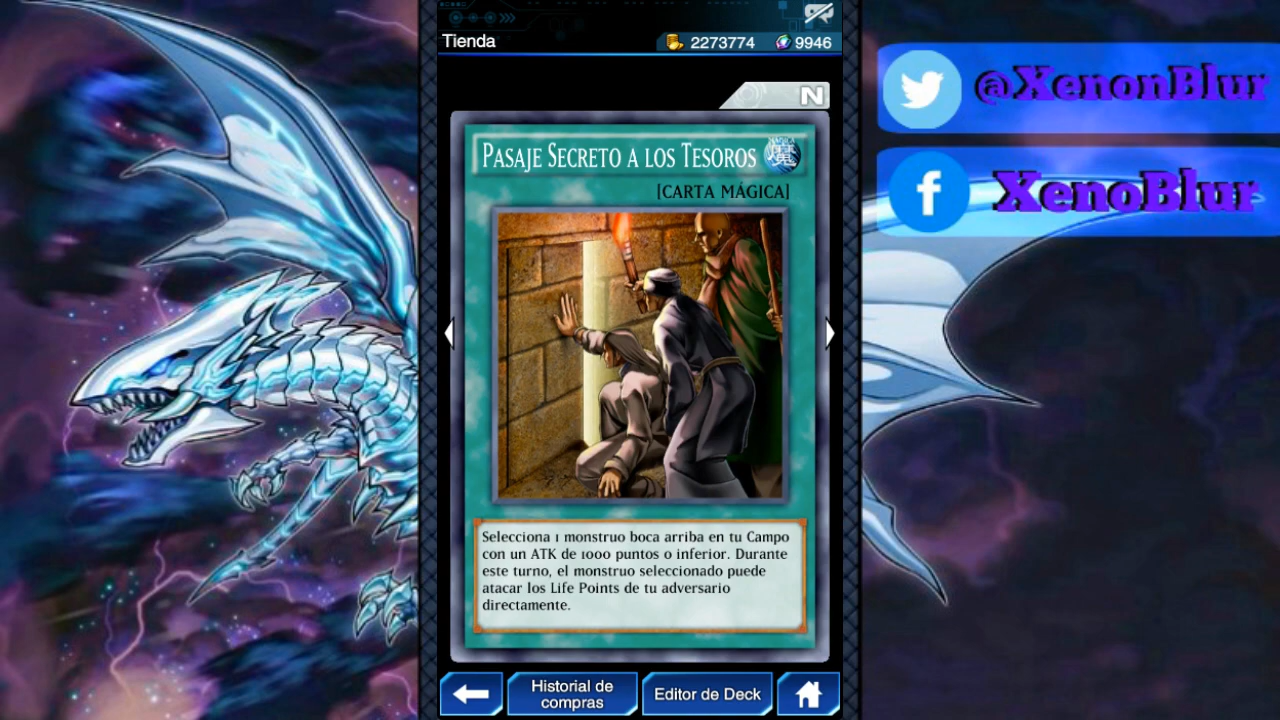 Tienda
2273774
9946
N
PASAJE SECRETO A LOS TESOROS
[CARTA MÁGICA]
Selecciona 1 monstruo boca arriba en tu Campo
con un ATK de 1000 puntos o inferior. Durante
este turno, el monstruo seleccionado puede
atacar los Life Points de tu adversario
directamente.
Historial de
compras
Editor de Deck
@XenonBlur
f
XenoBlur